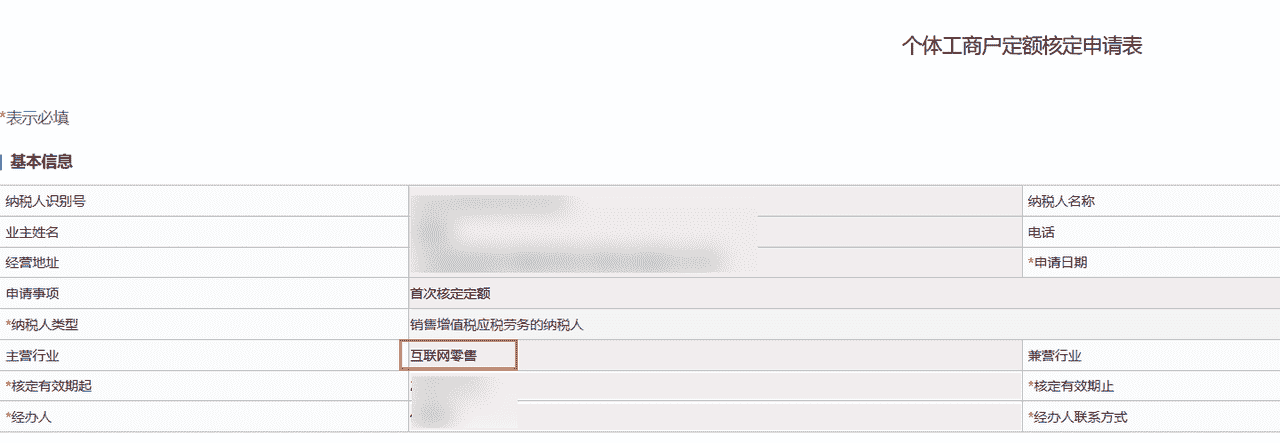 个体工商户定额核定申请表
*表示必填
基本信息
纳税人识别号 纳税人名称
业主姓名 电话
经营地址 *申请日期
申请事项 首次核定定额
*纳税人类型 销售增值税应税劳务的纳税人
主营行业 互联网零售 兼营行业
*核定有效期起 *核定有效期止
*经办人 *经办人联系方式